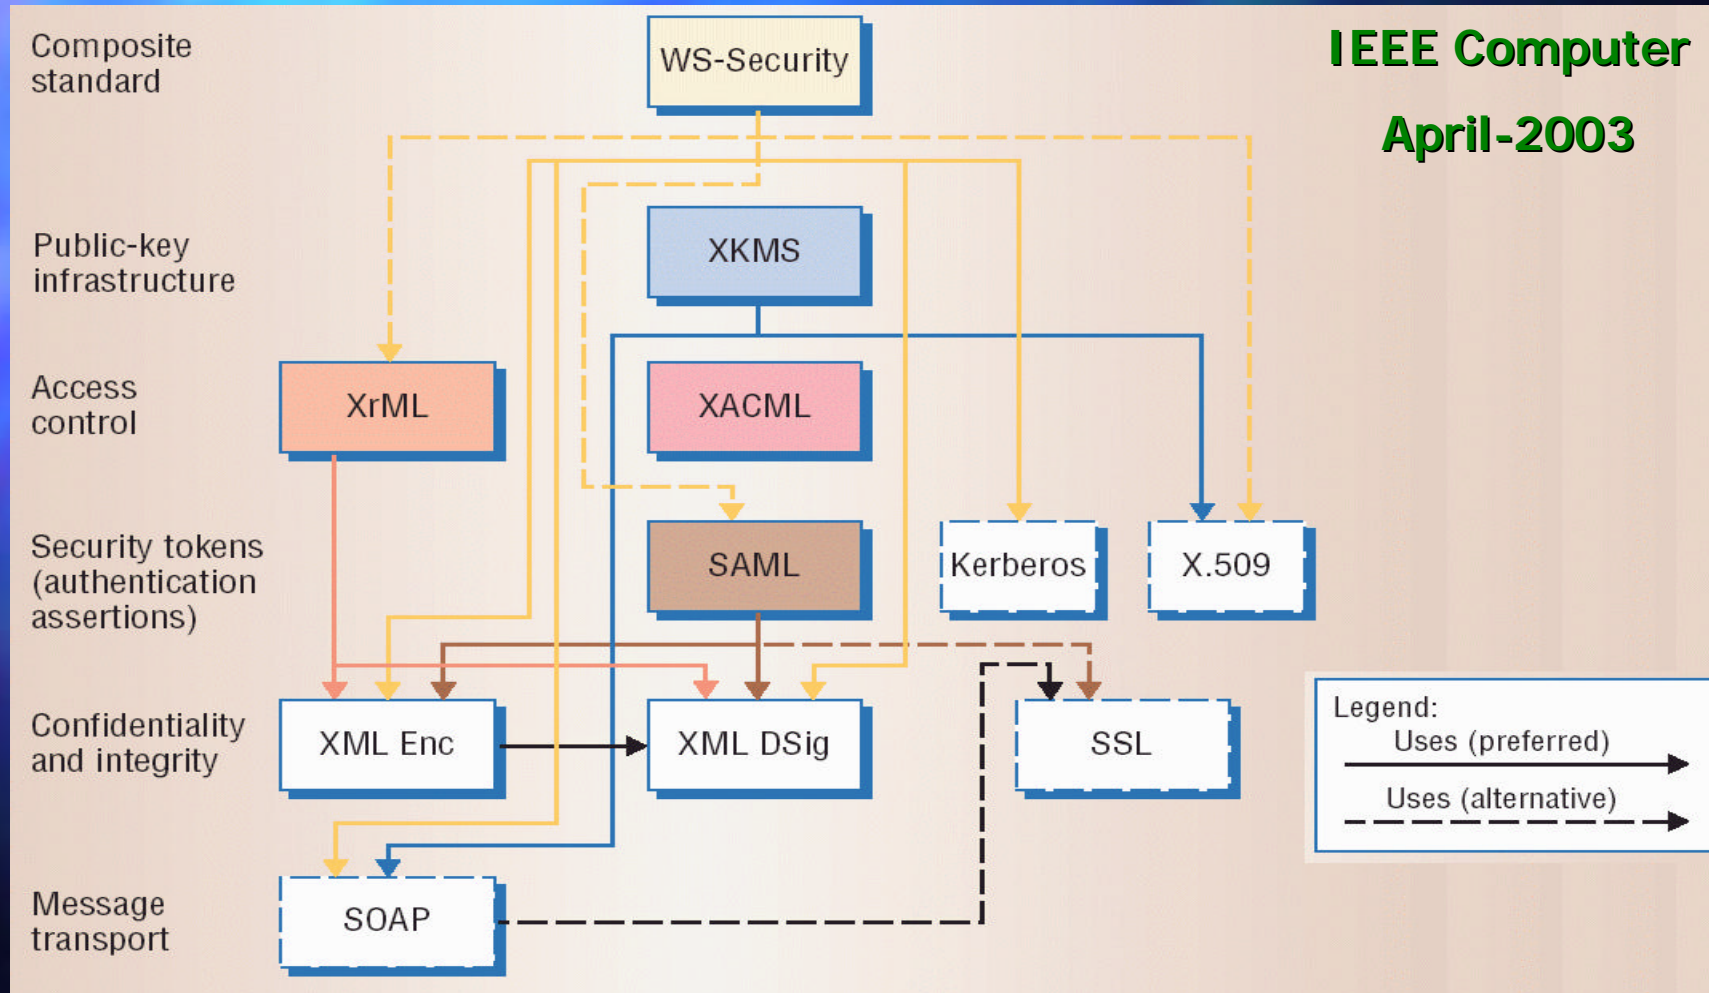 Composite
standard
WS-Security
IEEE Computer
April-2003
Public-key
infrastructure
XKMS
Access
control
XrML
XACML
Security tokens
(authentication
assertions)
SAML
Kerberos
X.509
Confidentiality
and integrity
XML Enc
XML DSig
SSL
Legend:
Uses (preferred)
Uses (alternative)
Message
transport
SOAP